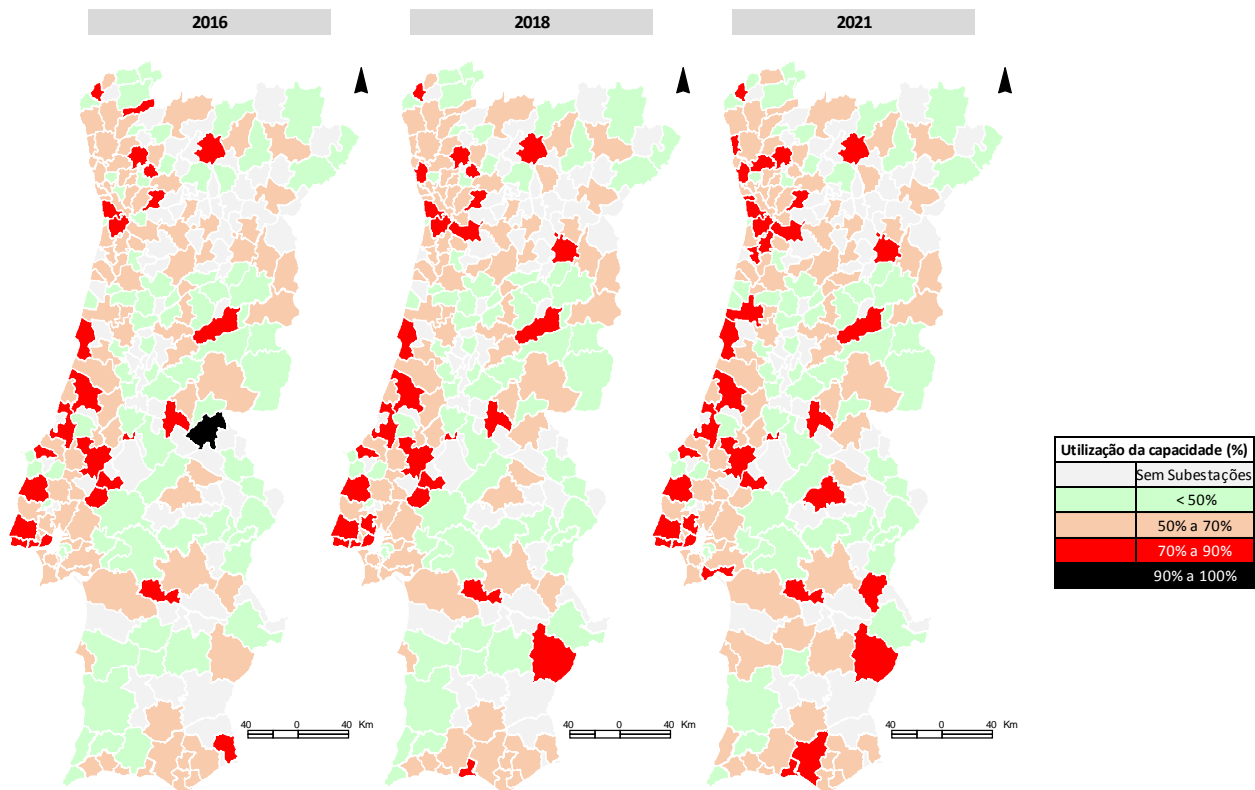 2016
2018
2021
Utilização da capacidade (%)
Sem Subestações
< 50%
50% a 70%
70% a 90%
90% a 100%
40 0 40 Km
40 0 40 Km
40 0 40 Km